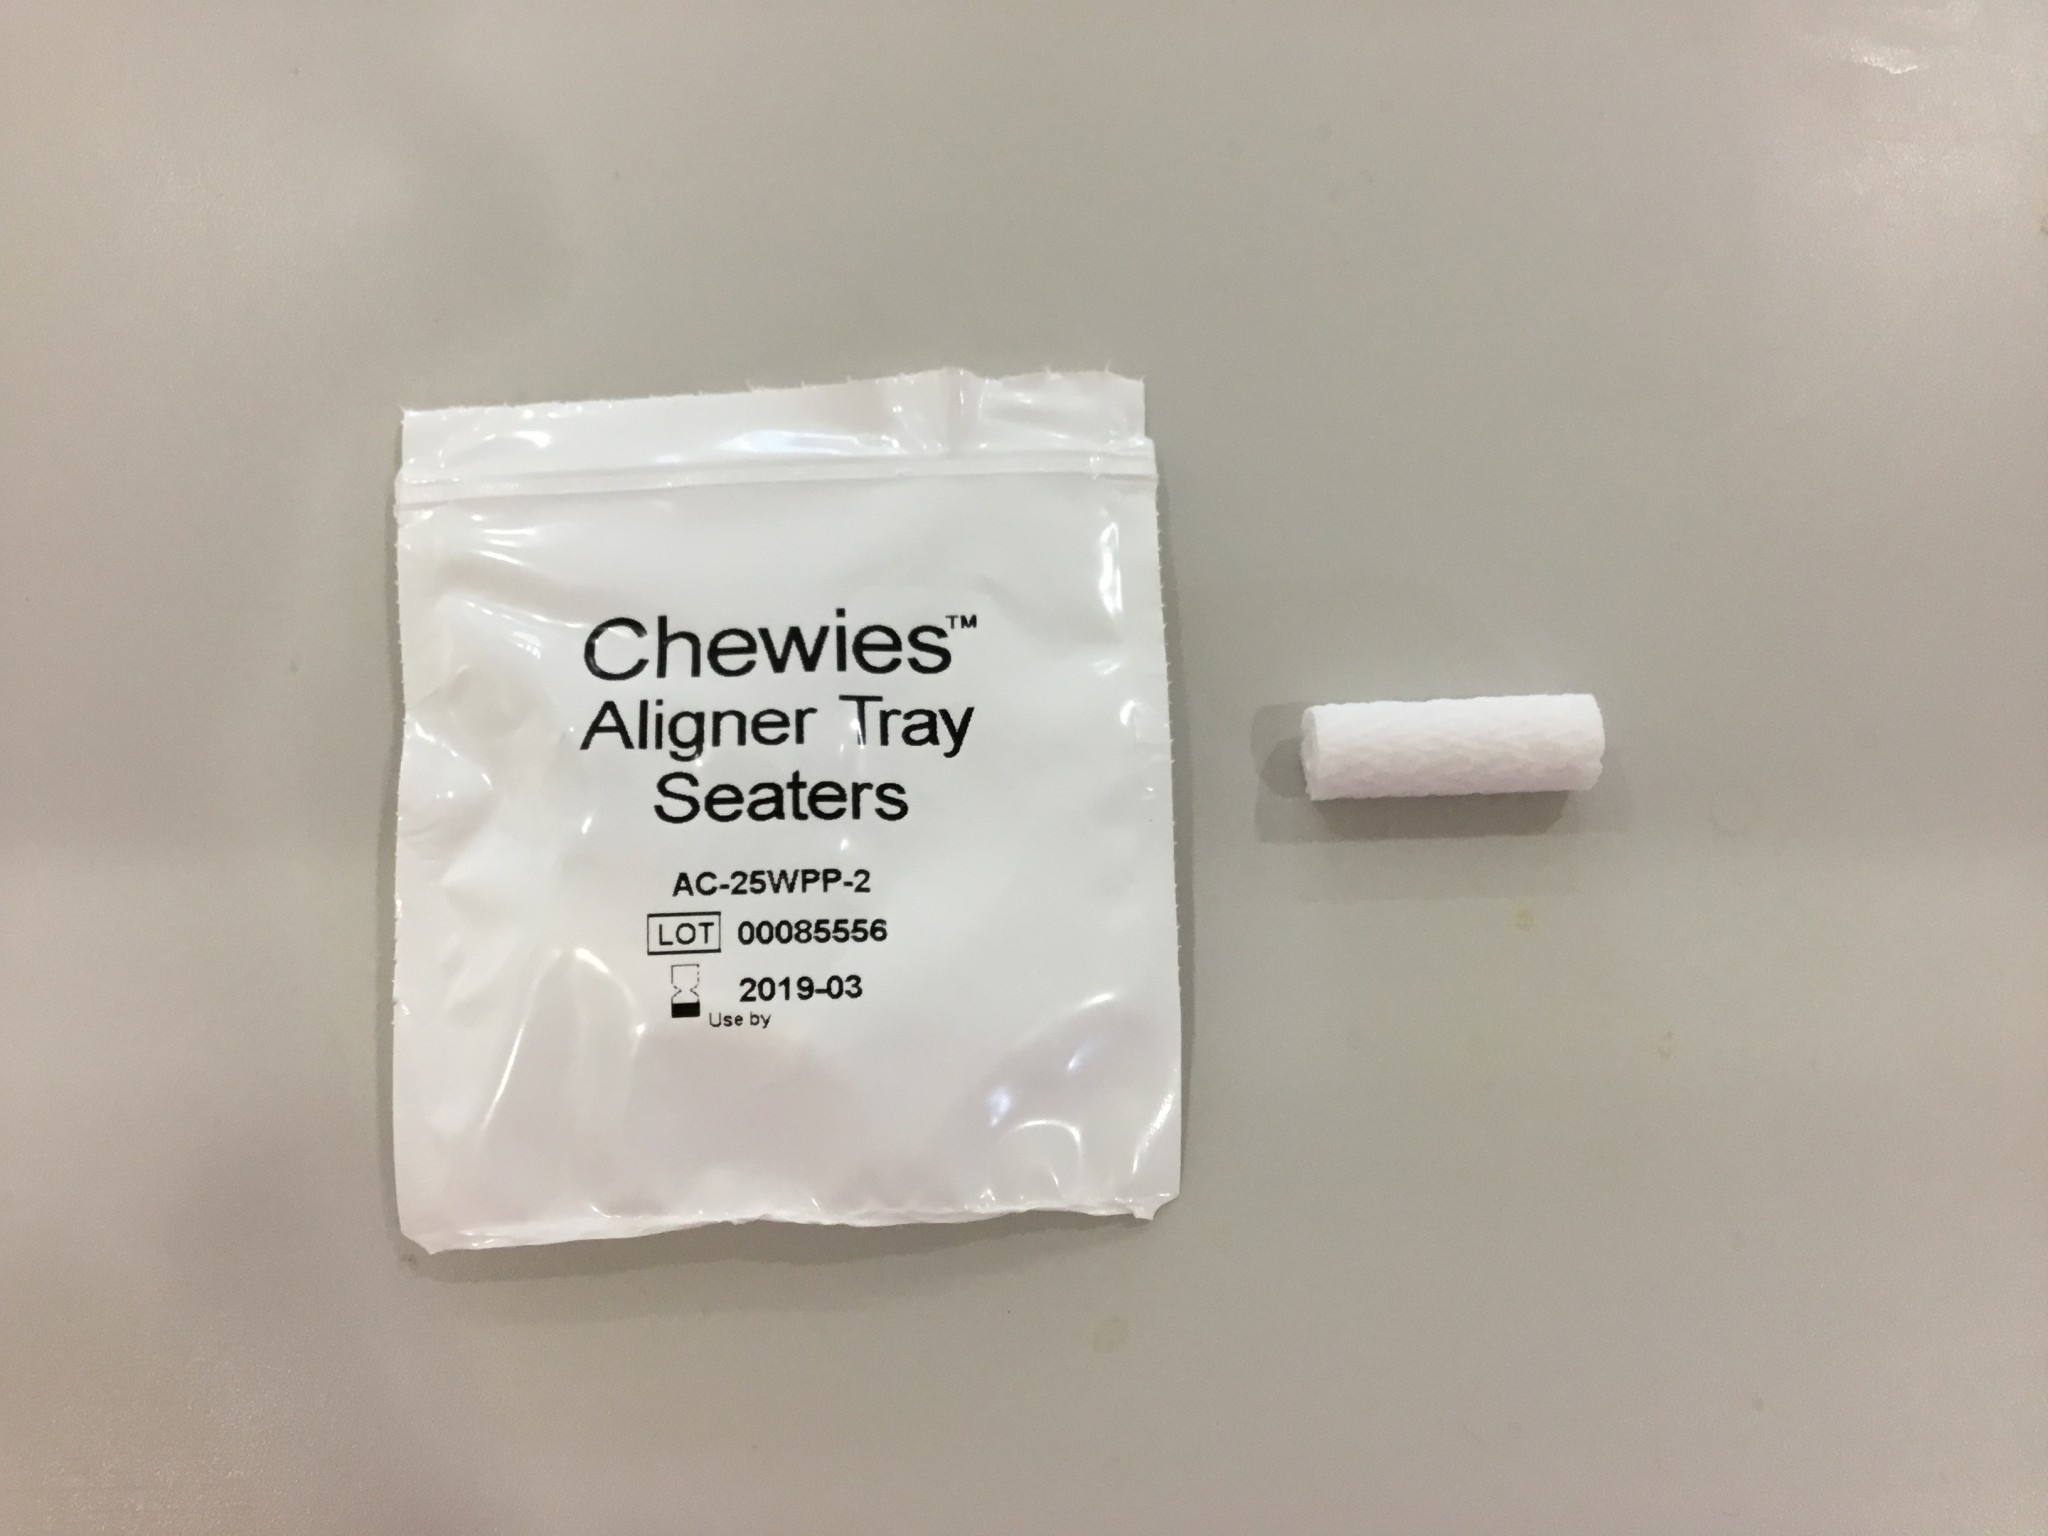 Chewies™
Aligner Tray
Seaters
AC-25WPP-2
LOT 00085556
2019-03
Use by